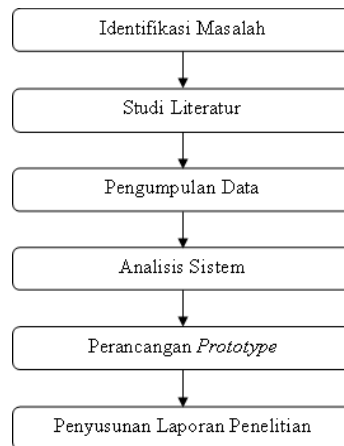 Identifikasi Masalah
Studi Literatur
Pengumpulan Data
Analisis Sistem
Perancangan Prototype
Penyusunan Laporan Penelitian